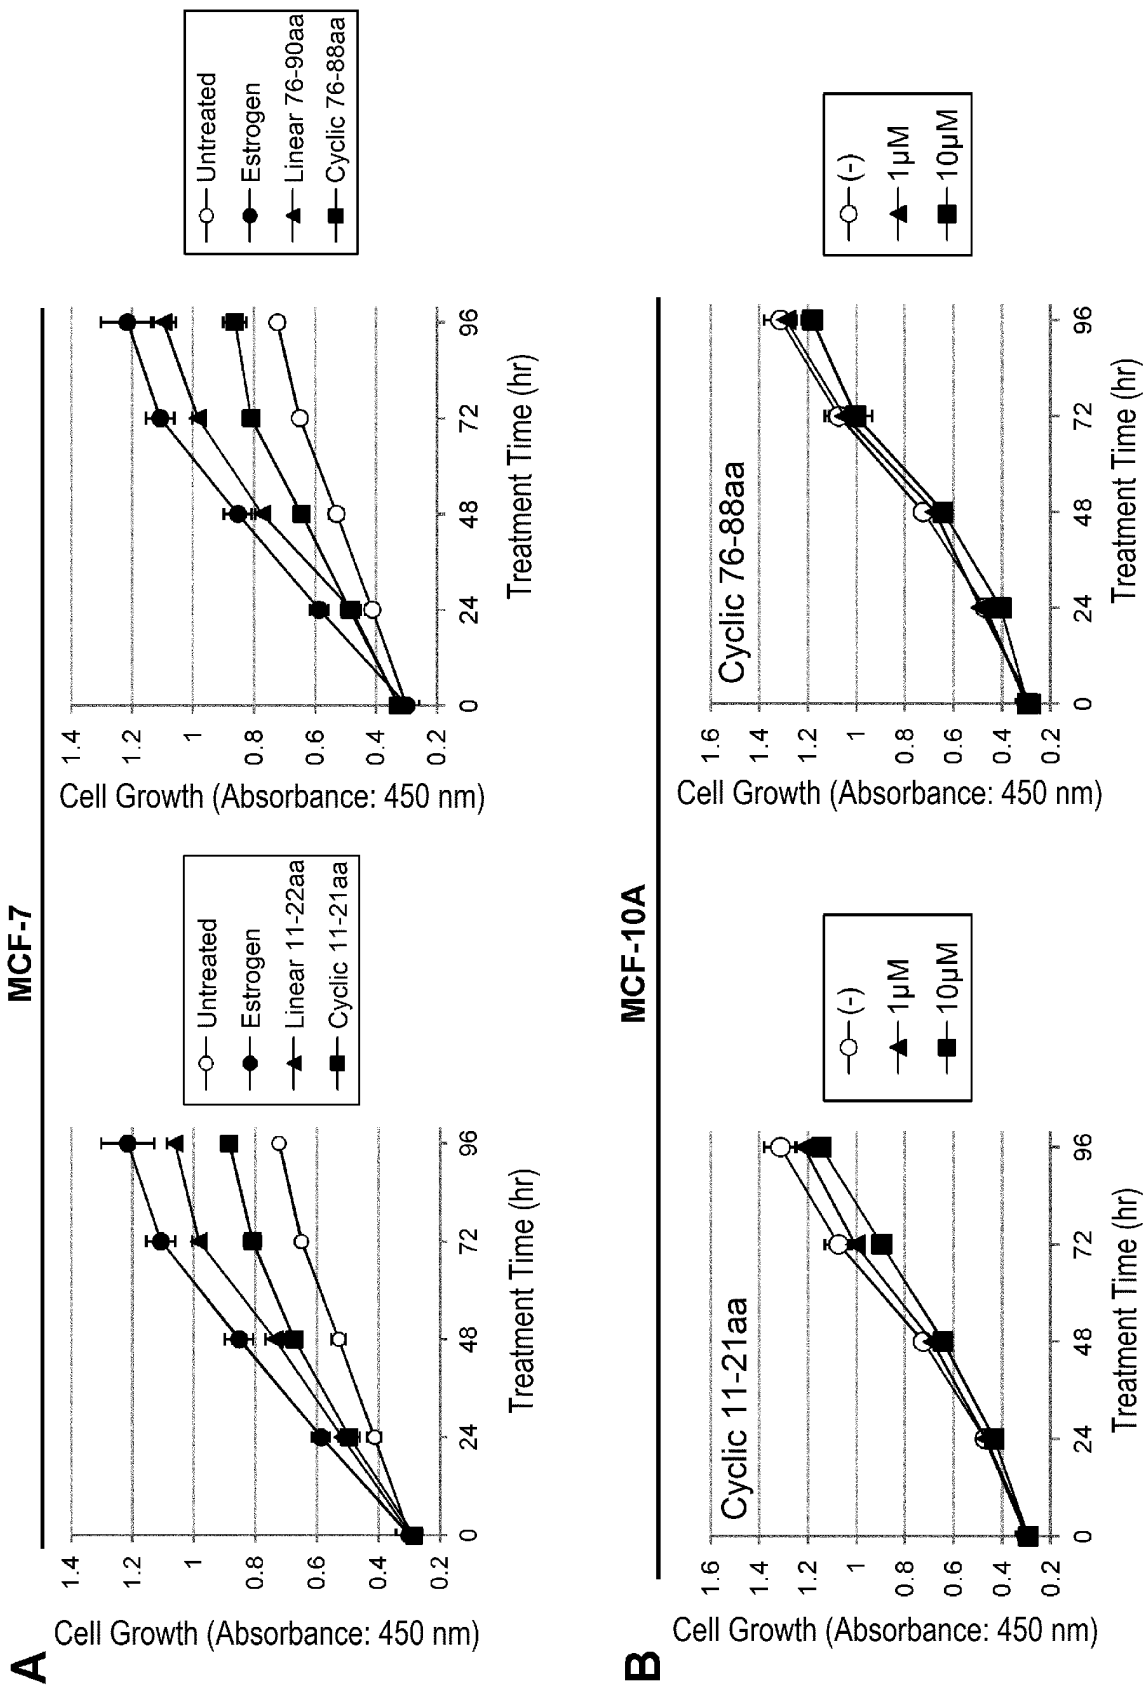 A
MCF-7
Cell Growth (Absorbance: 450 nm)
1.4
1.2
1
0.8
0.6
0.4
0.2
0 24 48 72 96
Treatment Time (hr)
Untreated
Estrogen
Linear 11-22aa
Cyclic 11-21aa
Cell Growth (Absorbance: 450 nm)
1.4
1.2
1
0.8
0.6
0.4
0.2
0 24 48 72 96
Treatment Time (hr)
Untreated
Estrogen
Linear 76-90aa
Cyclic 76-88aa
B
MCF-10A
Cell Growth (Absorbance: 450 nm)
1.6
1.4
1.2
1
0.8
0.6
0.4
0.2
Cyclic 11-21aa
0 24 48 72 96
Treatment Time (hr)
(-)
1µM
10µM
Cell Growth (Absorbance: 450 nm)
1.6
1.4
1.2
1
0.8
0.6
0.4
0.2
Cyclic 76-88aa
0 24 48 72 96
Treatment Time (hr)
(-)
1µM
10µM